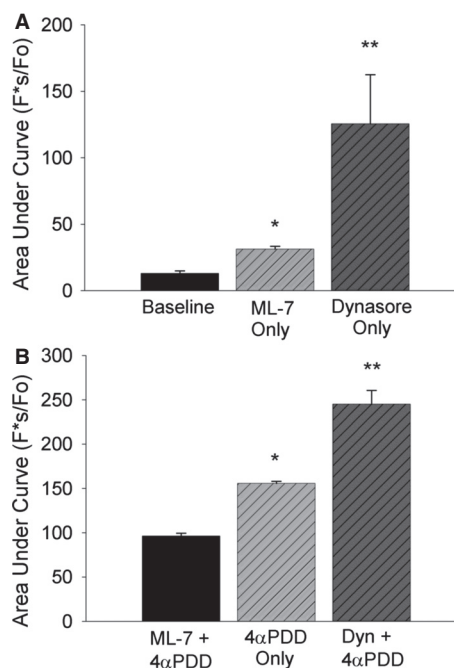 A
Area Under Curve (F*s/Fo)
200
150
100
50
0
*
**
Baseline
ML-7
Only
Dynasore
Only
B
Area Under Curve (F*s/Fo)
300
250
200
150
100
50
0
*
**
ML-7 +
4αPDD
4αPDD
Only
Dyn +
4αPDD